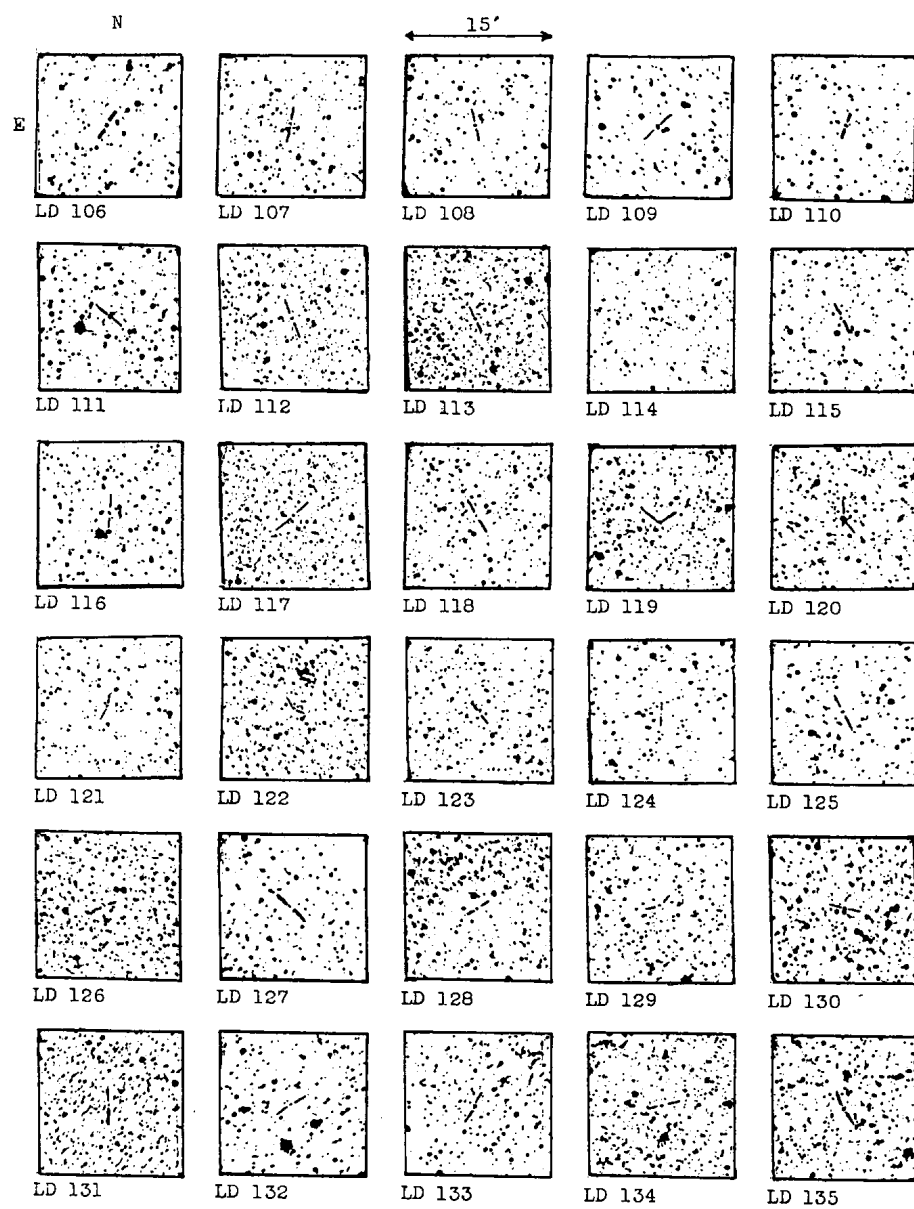 N
15′
E
LD 106
LD 107
LD 108
LD 109
LD 110
LD 111
LD 112
LD 113
LD 114
LD 115
LD 116
LD 117
LD 118
LD 119
LD 120
LD 121
LD 122
LD 123
LD 124
LD 125
LD 126
LD 127
LD 128
LD 129
LD 130
LD 131
LD 132
LD 133
LD 134
LD 135